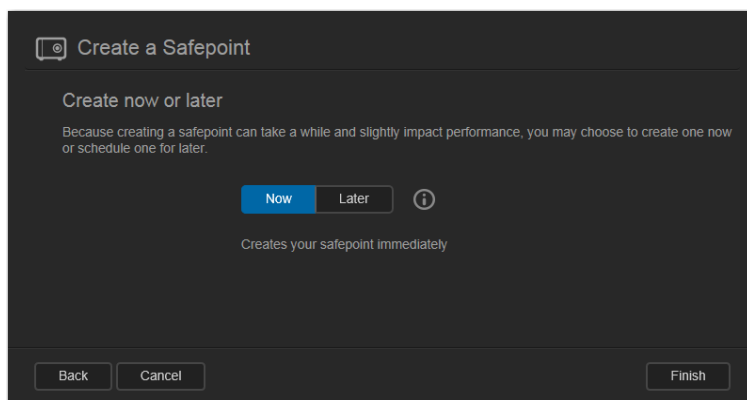 Create a Safepoint
Create now or later
Because creating a safepoint can take a while and slightly impact performance, you may choose to create one now
or schedule one for later.
Now Later
Creates your safepoint immediately
Back Cancel Finish